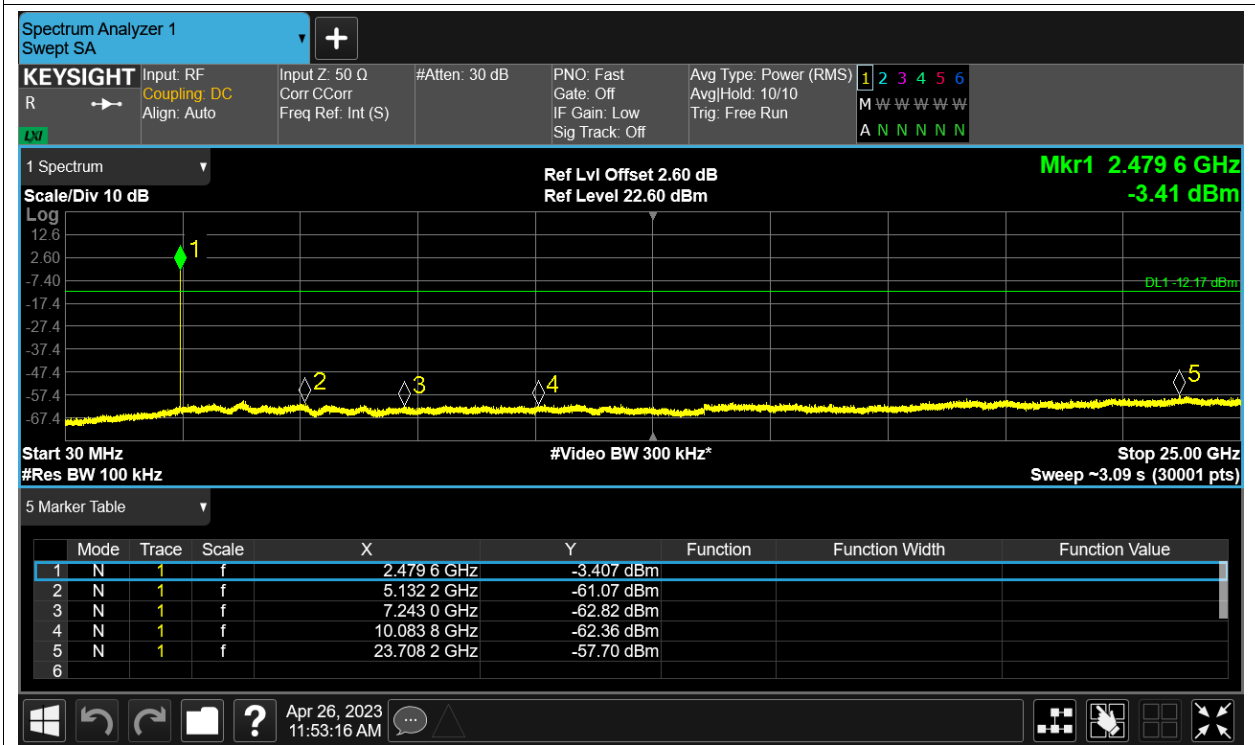 Spectrum Analyzer 1
Swept SA
KEYSIGHT
R
LXI
Input: RF
Coupling: DC
Align: Auto
Input Z: 50 Ω
Corr CCorr
Freq Ref: Int (S)
#Atten: 30 dB
PNO: Fast
Gate: Off
IF Gain: Low
Sig Track: Off
Avg Type: Power (RMS)
Avg|Hold: 10/10
Trig: Free Run
1 2 3 4 5 6
M W W W W W
A N N N N N
1 Spectrum
Scale/Div 10 dB
Log
Ref Lvl Offset 2.60 dB
Ref Level 22.60 dBm
Mkr1 2.479 6 GHz
-3.41 dBm
12.6
2.60
-7.40
-17.4
-27.4
-37.4
-47.4
-57.4
-67.4
1
2
3
4
5
DL1 -12.17 dBm
Start 30 MHz
#Res BW 100 kHz
#Video BW 300 kHz*
Stop 25.00 GHz
Sweep ~3.09 s (30001 pts)
5 Marker Table
Mode Trace Scale X Y Function Function Width Function Value
1 N 1 f 2.479 6 GHz -3.407 dBm
2 N 1 f 5.132 2 GHz -61.07 dBm
3 N 1 f 7.243 0 GHz -62.82 dBm
4 N 1 f 10.083 8 GHz -62.36 dBm
5 N 1 f 23.708 2 GHz -57.70 dBm
6
?
Apr 26, 2023
11:53:16 AM